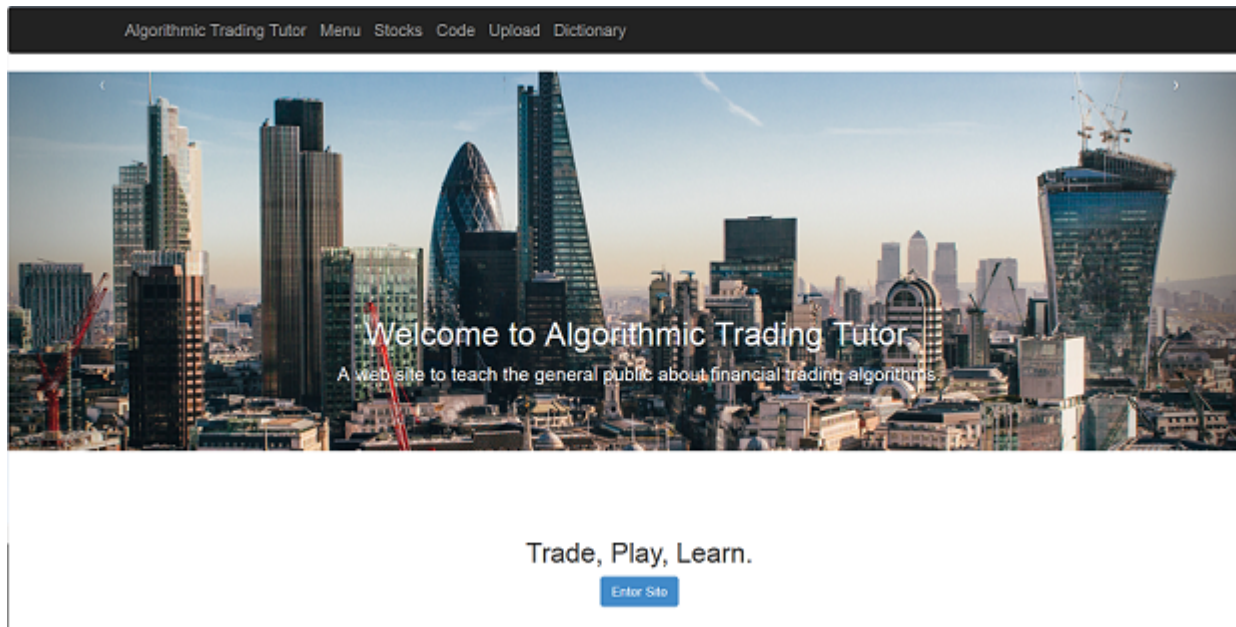 Algorithmic Trading Tutor Menu Stocks Code Upload Dictionary
Welcome to Algorithmic Trading Tutor
A web site to teach the general public about financial trading algorithms
Trade, Play, Learn.
Enter Site